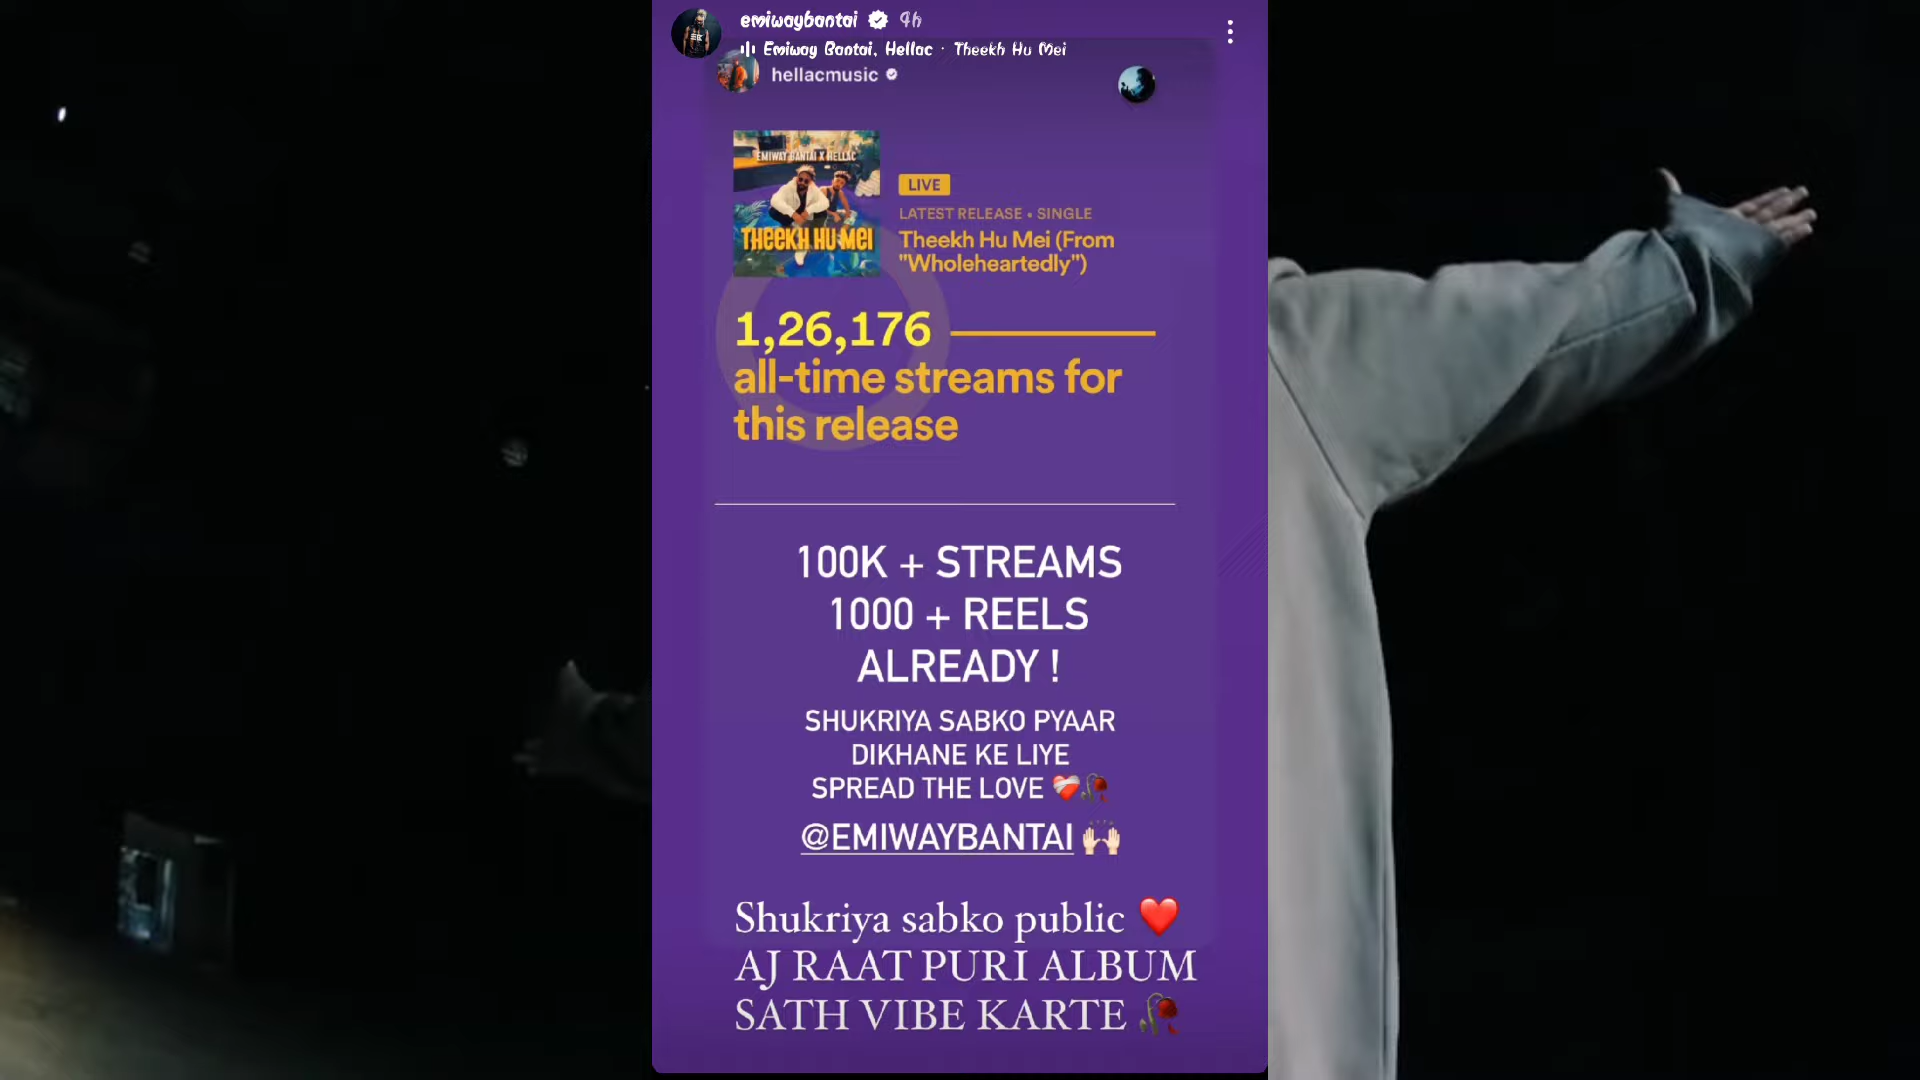 emiwaybantai 9h
Emiway Bantai, Hellac · Theekh Hu Mei
hellacmusic
EMIWAY BANTAI X HELLAC
THEEKH HU MEI
LIVE
LATEST RELEASE • SINGLE
Theekh Hu Mei (From
"Wholeheartedly")
1,26,176
all-time streams for
this release
100K + STREAMS
1000 + REELS
ALREADY !
SHUKRIYA SABKO PYAAR
DIKHANE KE LIYE
SPREAD THE LOVE ❤️‍🩹🥀
@EMIWAYBANTAI 🙌🏻
Shukriya sabko public ❤️
AJ RAAT PURI ALBUM
SATH VIBE KARTE 🥀